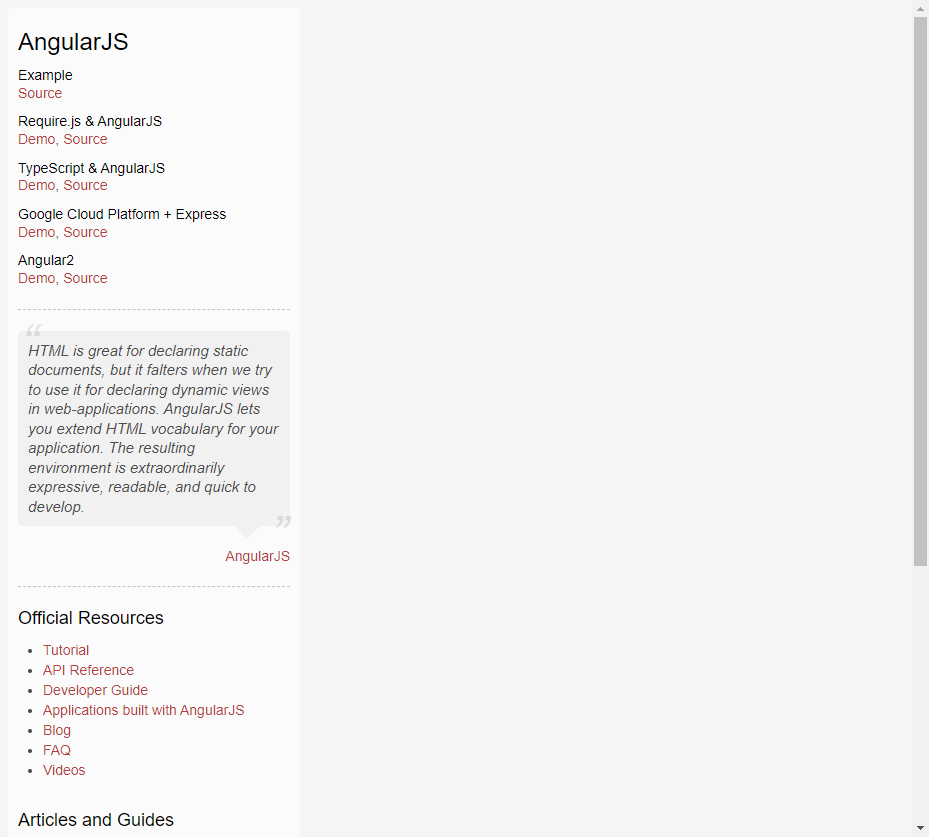 AngularJS
Example
Source
Require.js & AngularJS
Demo, Source
TypeScript & AngularJS
Demo, Source
Google Cloud Platform + Express
Demo, Source
Angular2
Demo, Source
“
HTML is great for declaring static
documents, but it falters when we try
to use it for declaring dynamic views
in web-applications. AngularJS lets
you extend HTML vocabulary for your
application. The resulting
environment is extraordinarily
expressive, readable, and quick to
develop.
”
AngularJS
Official Resources
• Tutorial
• API Reference
• Developer Guide
• Applications built with AngularJS
• Blog
• FAQ
• Videos
Articles and Guides